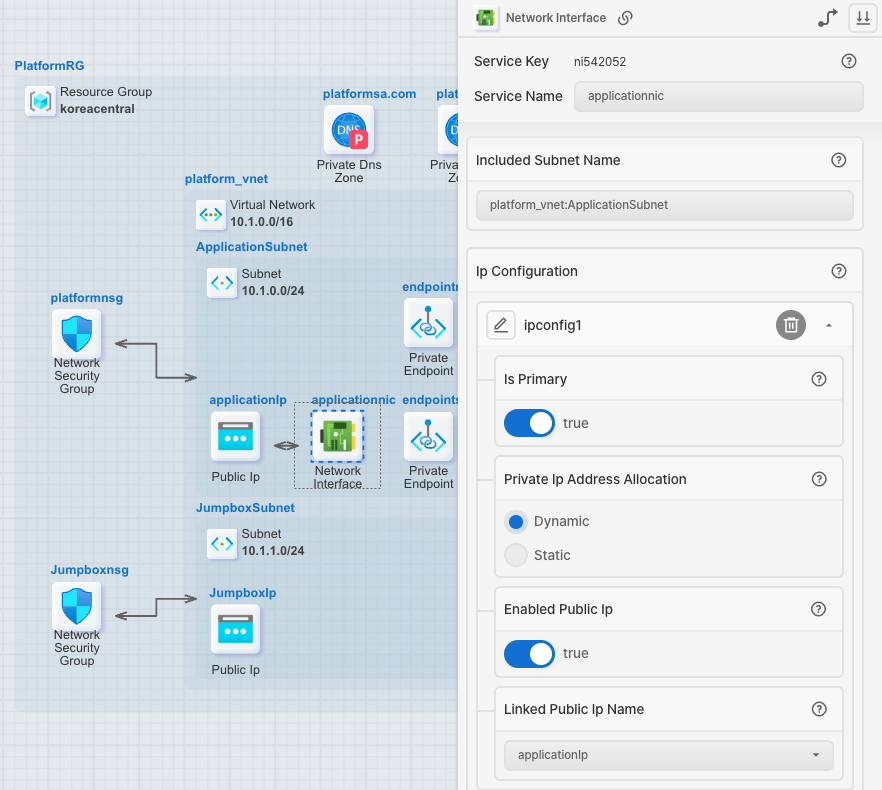 PlatformRG
Resource Group
koreacentral
platformsa.com
plat
DNS
P
Private Dns
Zone
Priva
platform_vnet
Virtual Network
10.1.0.0/16
ApplicationSubnet
Subnet
10.1.0.0/24
platformnsg
Network
Security
Group
endpointr
Private
Endpoint
applicationIp
Public Ip
applicationnic
Network
Interface
endpoints
Private
Endpoint
JumpboxSubnet
Subnet
10.1.1.0/24
Jumpboxnsg
Network
Security
Group
JumpboxIp
Public Ip
Network Interface
Service Key
ni542052
Service Name
applicationnic
Included Subnet Name
platform_vnet:ApplicationSubnet
Ip Configuration
ipconfig1
Is Primary
true
Private Ip Address Allocation
Dynamic
Static
Enabled Public Ip
true
Linked Public Ip Name
applicationIp